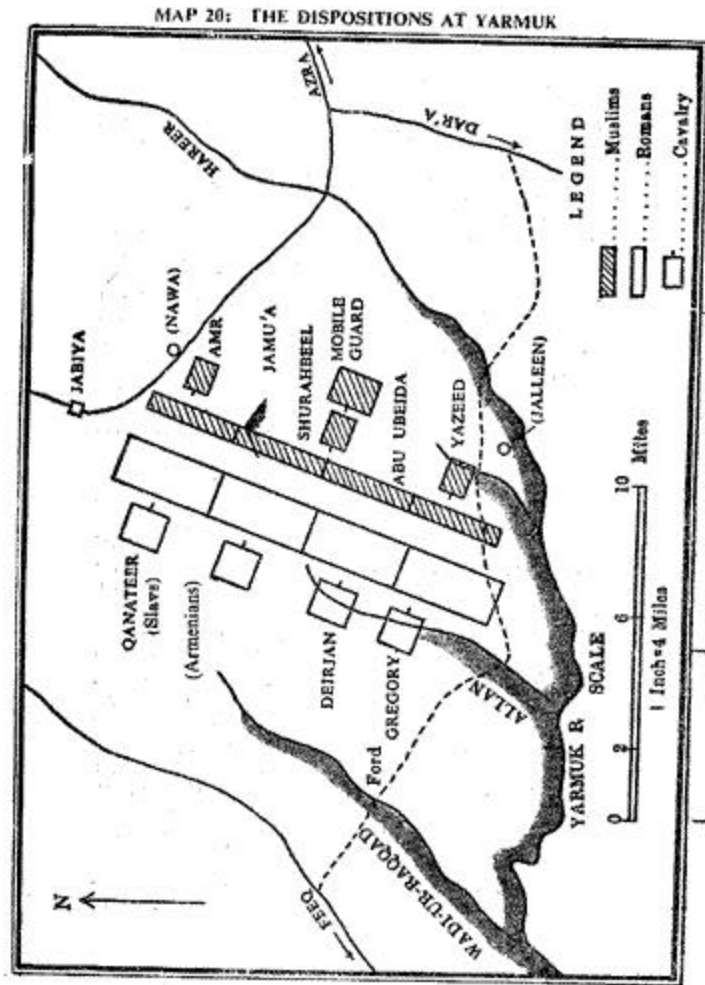 MAP 20: THE DISPOSITIONS AT YARMUK
N
FEEQ
WADI-UR-RAQQAD
Ford
QANATEER
(Slavs)
(Armenians)
DEIRJAN
GREGORY
ALLAN
YARMUK R
JABIYA
(NAWA)
AMR
JAMU'A
SHURAHBEEL
MOBILE
GUARD
ABU UBEIDA
YAZEED
(JALLEEN)
HAREER
AZRA
DAR'A
LEGEND
Muslims
Romans
Cavalry
SCALE
0 2 6 10 Miles
1 Inch=4 Miles